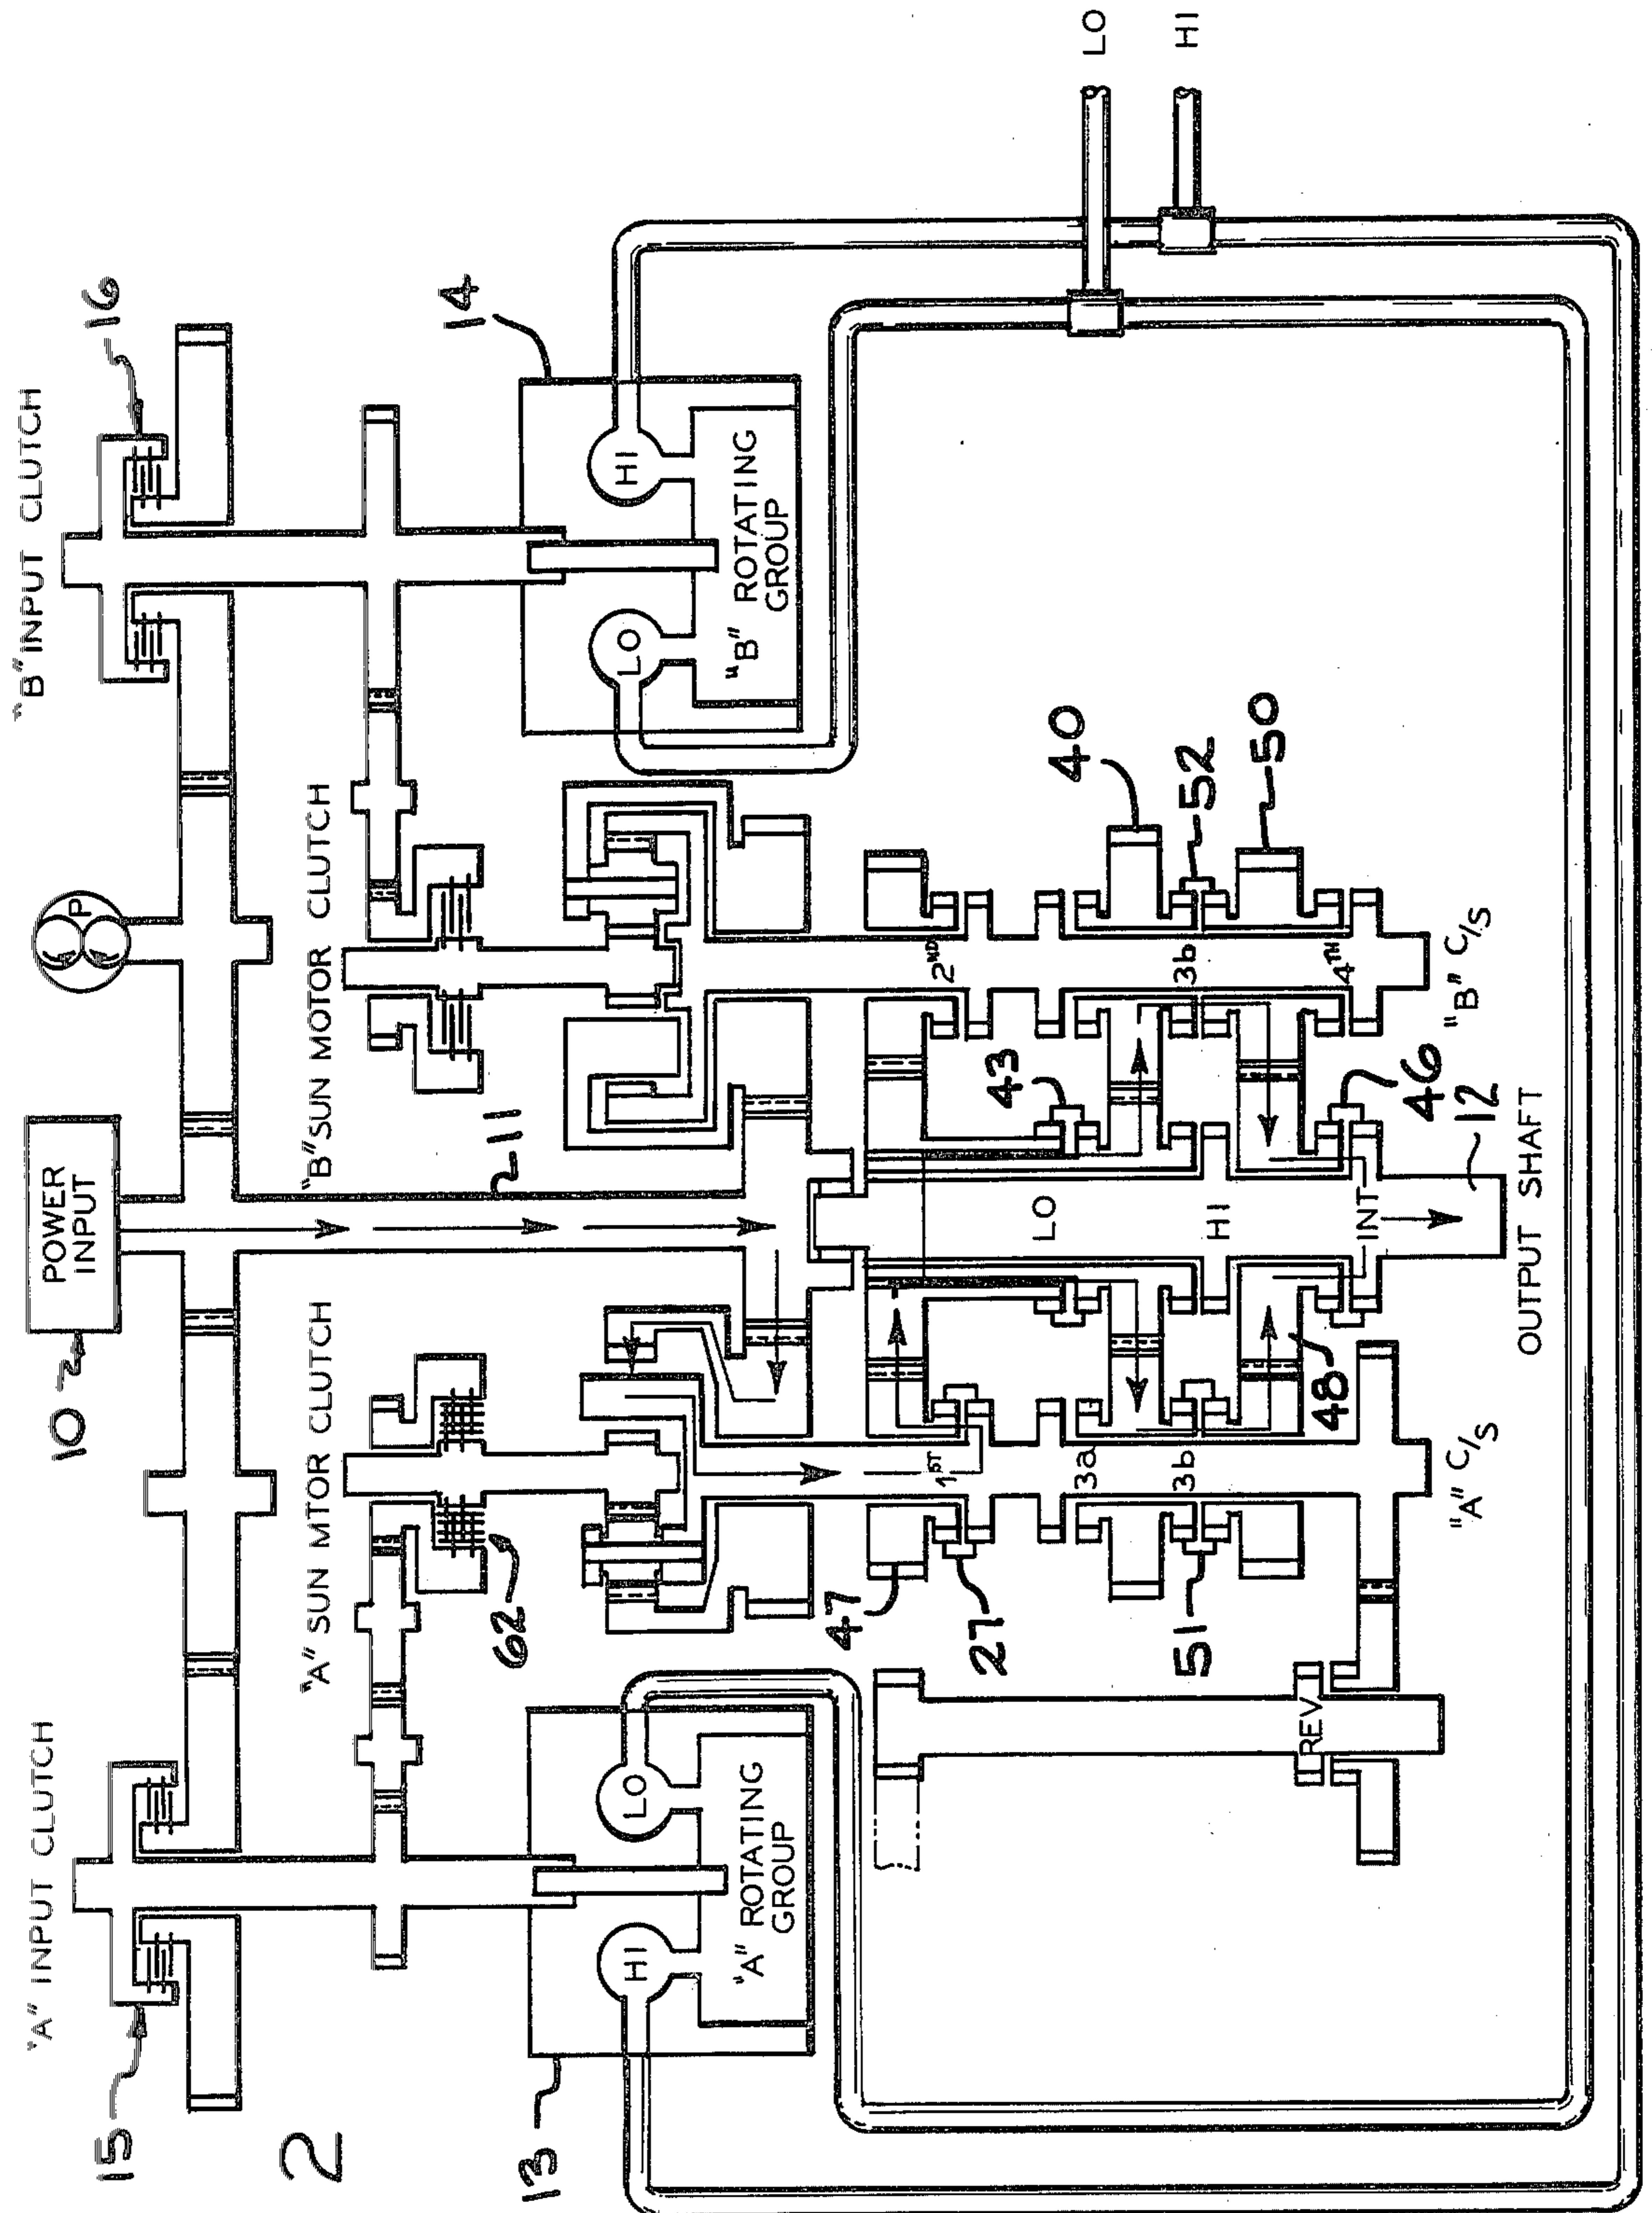 "A" INPUT CLUTCH
"B" INPUT CLUTCH
15
16
10
POWER
INPUT
P
2
"A" SUN MTOR CLUTCH
"B" SUN MOTOR CLUTCH
62
11
13
14
HI
LO
"A" ROTATING
GROUP
LO
HI
"B" ROTATING
GROUP
LO
HI
47
27
51
1ST
3a
3b
REV
48
"A" C/S
LO
HI
INT
43
46
12
OUTPUT SHAFT
2ND
3b
4TH
"B" C/S
40
52
50